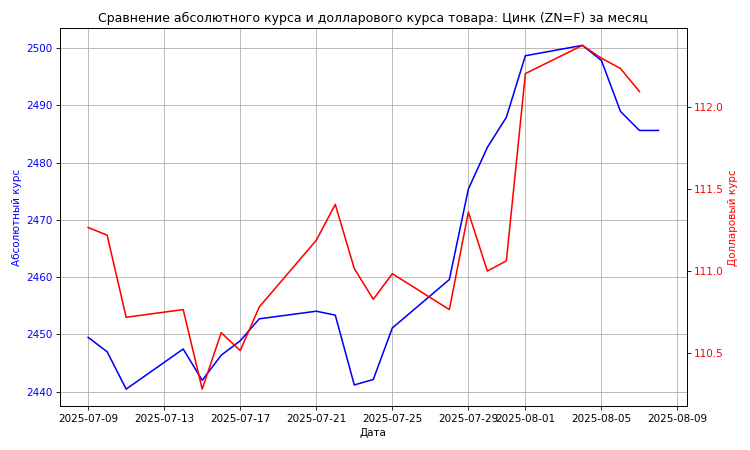 Сравнение абсолютного курса и долларового курса товара: Цинк (ZN=F) за месяц
2500
2490
2480
2470
2460
2450
2440
Абсолютный курс
112.0
111.5
111.0
110.5
Долларовый курс
2025-07-09 2025-07-13 2025-07-17 2025-07-21 2025-07-25 2025-07-29 2025-08-01 2025-08-05 2025-08-09
Дата